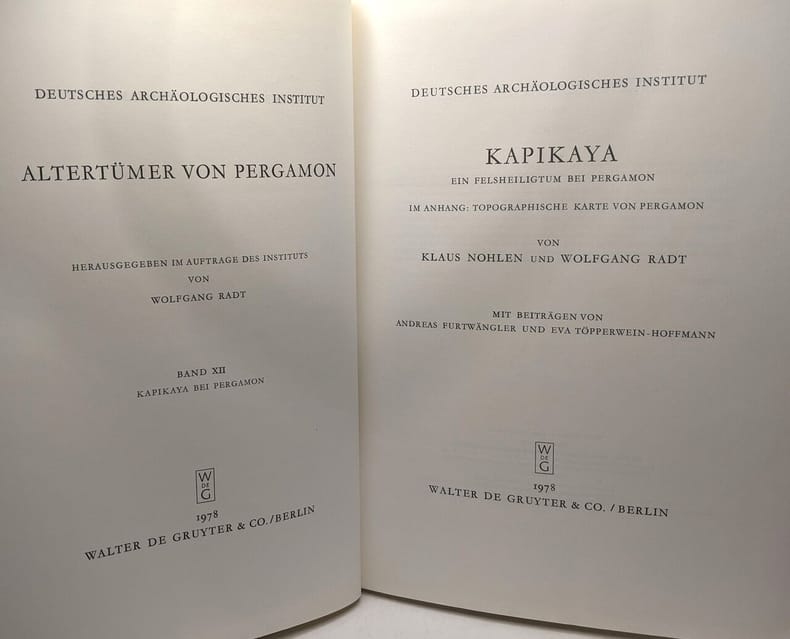 DEUTSCHES ARCHÄOLOGISCHES INSTITUT
ALTERTÜMER VON PERGAMON
HERAUSGEGEBEN IM AUFTRAGE DES INSTITUTS
VON
WOLFGANG RADT
BAND XII
KAPIKAYA BEI PERGAMON
W
DE
G
1978
WALTER DE GRUYTER & CO./BERLIN
DEUTSCHES ARCHÄOLOGISCHES INSTITUT
KAPIKAYA
EIN FELSHEILIGTUM BEI PERGAMON
IM ANHANG: TOPOGRAPHISCHE KARTE VON PERGAMON
VON
KLAUS NOHLEN UND WOLFGANG RADT
MIT BEITRÄGEN VON
ANDREAS FURTWÄNGLER UND EVA TÖPPERWEIN-HOFFMANN
W
DE
G
1978
WALTER DE GRUYTER & CO. / BERLIN